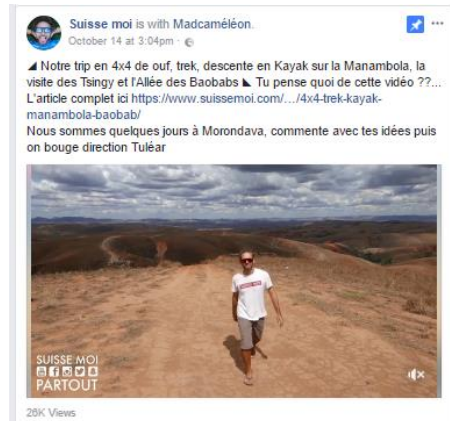 Suisse moi is with Madcaméléon.
October 14 at 3:04pm ·
◢ Notre trip en 4x4 de ouf, trek, descente en Kayak sur la Manambola, la
visite des Tsingy et l'Allée des Baobabs ◣ Tu pense quoi de cette vidéo ??...
L'article complet ici https://www.suissemoi.com/…/4x4-trek-kayak-
manambola-baobab/
Nous sommes quelques jours à Morondava, commente avec tes idées puis
on bouge direction Tuléar
SUISSE MOI
PARTOUT
26K Views